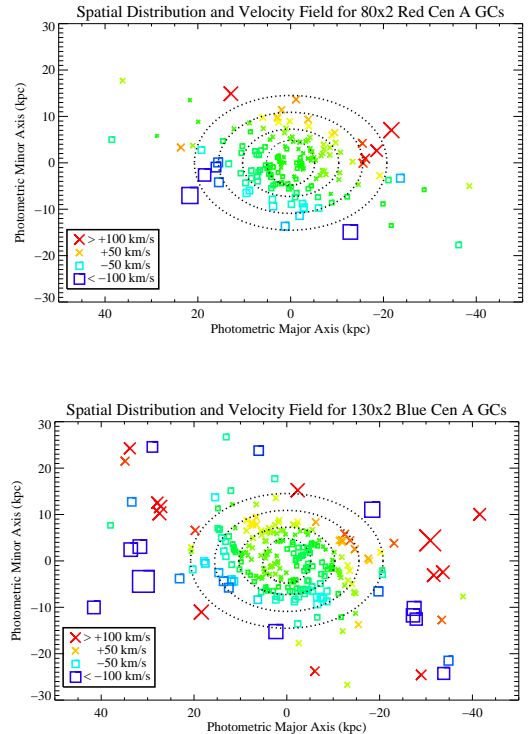 Spatial Distribution and Velocity Field for 80x2 Red Cen A GCs
30
20
10
0
−10
−20
−30
Photometric Minor Axis (kpc)
> +100 km/s
+50 km/s
−50 km/s
< −100 km/s
40 20 0 −20 −40
Photometric Major Axis (kpc)
Spatial Distribution and Velocity Field for 130x2 Blue Cen A GCs
30
20
10
0
−10
−20
−30
Photometric Minor Axis (kpc)
> +100 km/s
+50 km/s
−50 km/s
< −100 km/s
40 20 0 −20 −40
Photometric Major Axis (kpc)